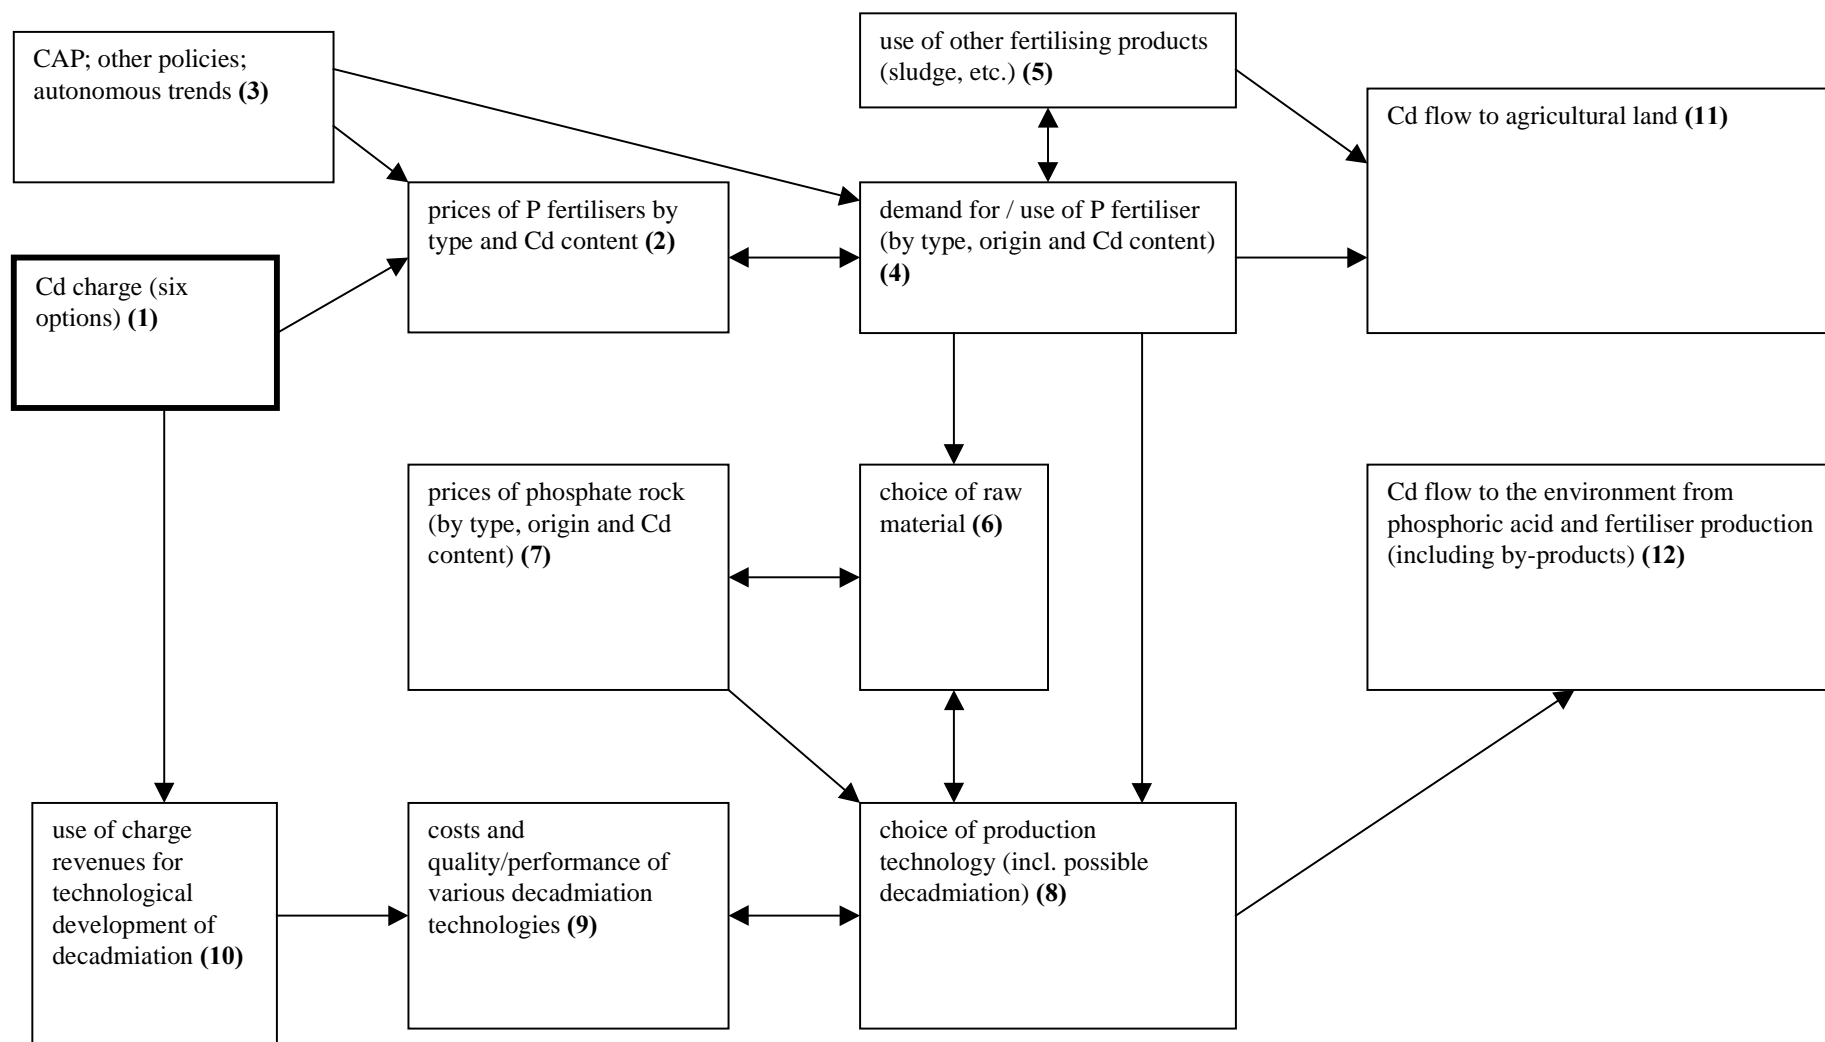 CAP; other policies;
autonomous trends (3)
use of other fertilising products
(sludge, etc.) (5)
Cd flow to agricultural land (11)
prices of P fertilisers by
type and Cd content (2)
demand for / use of P fertiliser
(by type, origin and Cd content)
(4)
Cd charge (six
options) (1)
prices of phosphate rock
(by type, origin and Cd
content) (7)
choice of raw
material (6)
Cd flow to the environment from
phosphoric acid and fertiliser production
(including by-products) (12)
use of charge
revenues for
technological
development of
decadmiation (10)
costs and
quality/performance of
various decadmiation
technologies (9)
choice of production
technology (incl. possible
decadmiation) (8)